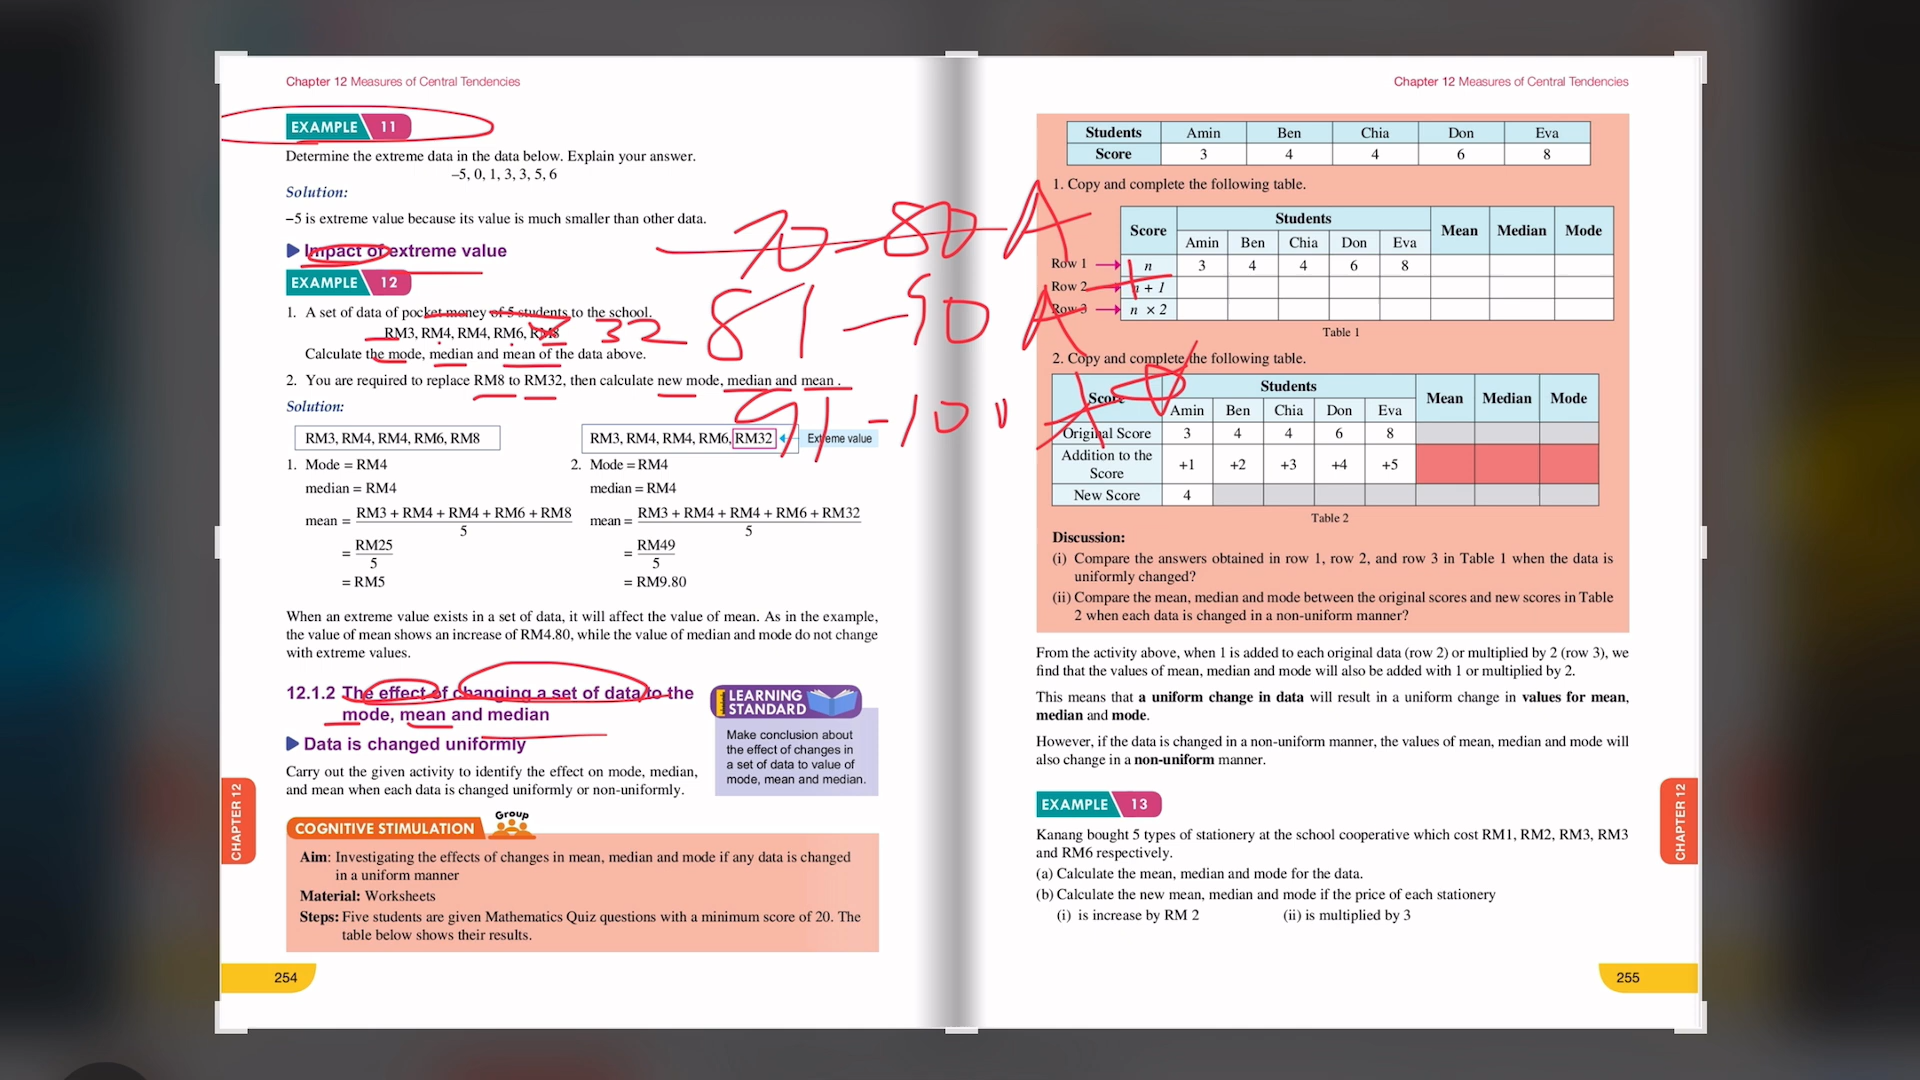 Chapter 12 Measures of Central Tendencies
EXAMPLE 11
Determine the extreme data in the data below. Explain your answer.
–5, 0, 1, 3, 3, 5, 6
Solution:
−5 is extreme value because its value is much smaller than other data.
Impact of extreme value
EXAMPLE 12
1. A set of data of pocket money of 5 students to the school.
RM3, RM4, RM4, RM6, RM8
32
Calculate the mode, median and mean of the data above.
2. You are required to replace RM8 to RM32, then calculate new mode, median and mean .
Solution:
RM3, RM4, RM4, RM6, RM8
1. Mode = RM4
median = RM4
mean = RM3 + RM4 + RM4 + RM6 + RM8
5
= RM25
5
= RM5
RM3, RM4, RM4, RM6, RM32
Extreme value
2. Mode = RM4
median = RM4
mean = RM3 + RM4 + RM4 + RM6 + RM32
5
= RM49
5
= RM9.80
When an extreme value exists in a set of data, it will affect the value of mean. As in the example,
the value of mean shows an increase of RM4.80, while the value of median and mode do not change
with extreme values.
12.1.2 The effect of changing a set of data to the
mode, mean and median
LEARNING
STANDARD
Make conclusion about
the effect of changes in
a set of data to value of
mode, mean and median.
Data is changed uniformly
Carry out the given activity to identify the effect on mode, median,
and mean when each data is changed uniformly or non-uniformly.
COGNITIVE STIMULATION Group
Aim: Investigating the effects of changes in mean, median and mode if any data is changed
in a uniform manner
Material: Worksheets
Steps: Five students are given Mathematics Quiz questions with a minimum score of 20. The
table below shows their results.
CHAPTER 12
254
70 - 80 A
81 - 90 A+
91 - 100
Chapter 12 Measures of Central Tendencies
Students Amin Ben Chia Don Eva
Score 3 4 4 6 8
1. Copy and complete the following table.
Score Students Mean Median Mode
Amin Ben Chia Don Eva
Row 1 n 3 4 4 6 8
Row 2 n + 1
Row 3 n × 2
Table 1
2. Copy and complete the following table.
Score Students Mean Median Mode
Amin Ben Chia Don Eva
Original Score 3 4 4 6 8
Addition to the
Score +1 +2 +3 +4 +5
New Score 4
Table 2
Discussion:
(i) Compare the answers obtained in row 1, row 2, and row 3 in Table 1 when the data is
uniformly changed?
(ii) Compare the mean, median and mode between the original scores and new scores in Table
2 when each data is changed in a non-uniform manner?
From the activity above, when 1 is added to each original data (row 2) or multiplied by 2 (row 3), we
find that the values of mean, median and mode will also be added with 1 or multiplied by 2.
This means that a uniform change in data will result in a uniform change in values for mean,
median and mode.
However, if the data is changed in a non-uniform manner, the values of mean, median and mode will
also change in a non-uniform manner.
EXAMPLE 13
Kanang bought 5 types of stationery at the school cooperative which cost RM1, RM2, RM3, RM3
and RM6 respectively.
(a) Calculate the mean, median and mode for the data.
(b) Calculate the new mean, median and mode if the price of each stationery
(i) is increase by RM 2 (ii) is multiplied by 3
CHAPTER 12
255